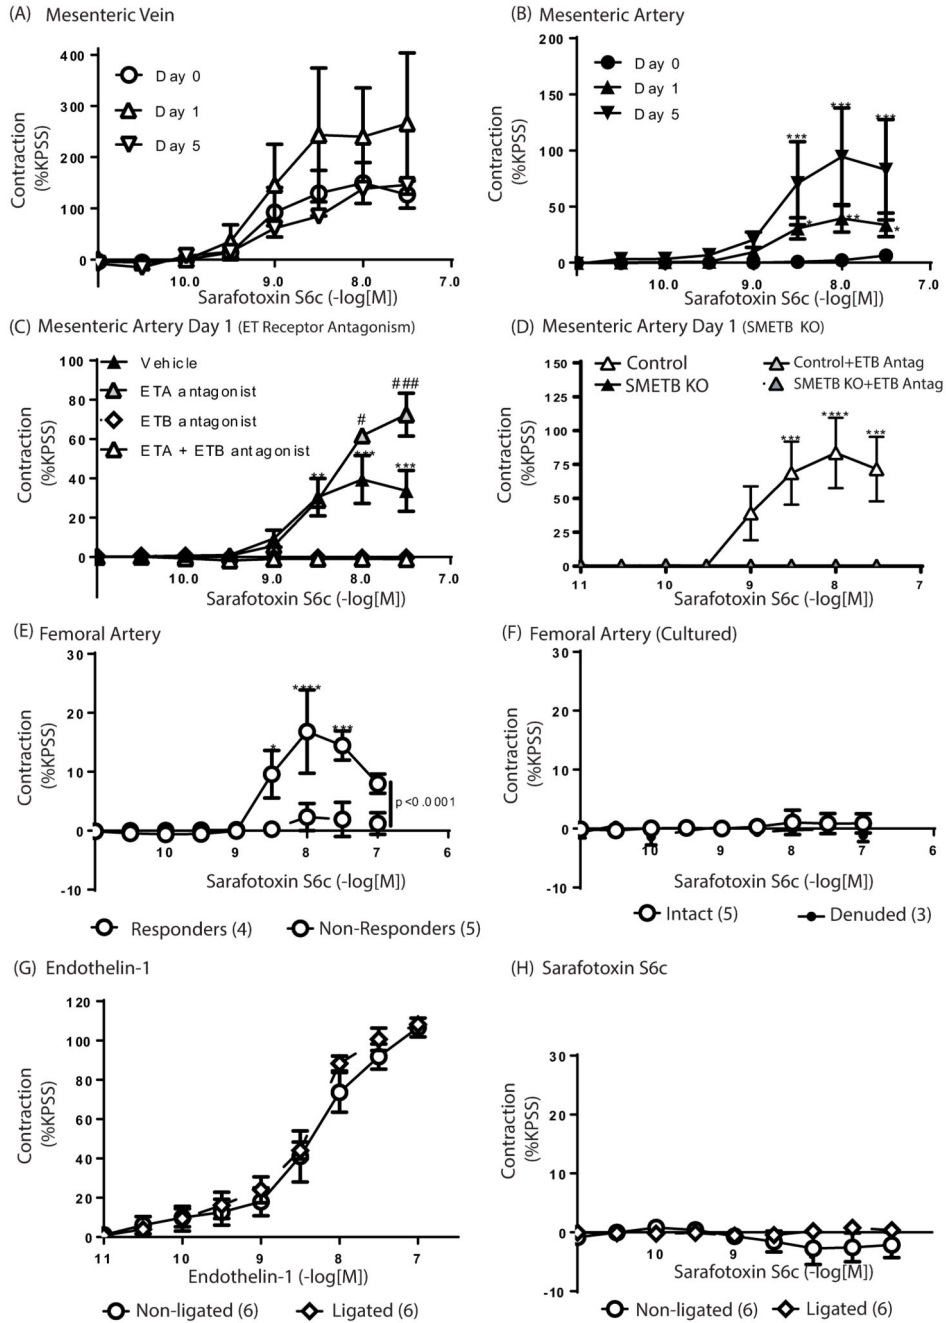 (A) Mesenteric Vein
400
300
200
100
0
Contraction
(%KPSS)
Day 0
Day 1
Day 5
10.0 9.0 8.0 7.0
Sarafotoxin S6c (-log[M])
(B) Mesenteric Artery
200
150
100
50
0
Contraction
(%KPSS)
Day 0
Day 1
Day 5
***
***
***
*
**
*
10.0 9.0 8.0 7.0
Sarafotoxin S6c (-log[M])
(C) Mesenteric Artery Day 1 (ET Receptor Antagonism)
100
80
60
40
20
0
Contraction
(%KPSS)
Vehicle
ETA antagonist
ETB antagonist
ETA + ETB antagonist
###
#
**
***
***
10.0 9.0 8.0 7.0
Sarafotoxin S6c (-log[M])
(D) Mesenteric Artery Day 1 (SMETB KO)
150
125
100
75
50
25
0
Contraction
(%KPSS)
Control
SMETB KO
Control+ETB Antag
SMETB KO+ETB Antag
***
****
***
11 10 9 8 7
Sarafotoxin S6c (-log[M])
(E) Femoral Artery
30
20
10
0
-10
Contraction
(%KPSS)
*
****
***
p<0.0001
10 9 8 7 6
Sarafotoxin S6c (-log[M])
Responders (4) Non-Responders (5)
(F) Femoral Artery (Cultured)
30
20
10
0
-10
Contraction
(%KPSS)
10 9 8 7 6
Sarafotoxin S6c (-log[M])
Intact (5) Denuded (3)
(G) Endothelin-1
120
100
80
60
40
20
0
Contraction
(%KPSS)
11 10 9 8 7
Endothelin-1 (-log[M])
Non-ligated (6) Ligated (6)
(H) Sarafotoxin S6c
30
20
10
0
-10
Contraction
(%KPSS)
10 9
Sarafotoxin S6c (-log[M])
Non-ligated (6) Ligated (6)